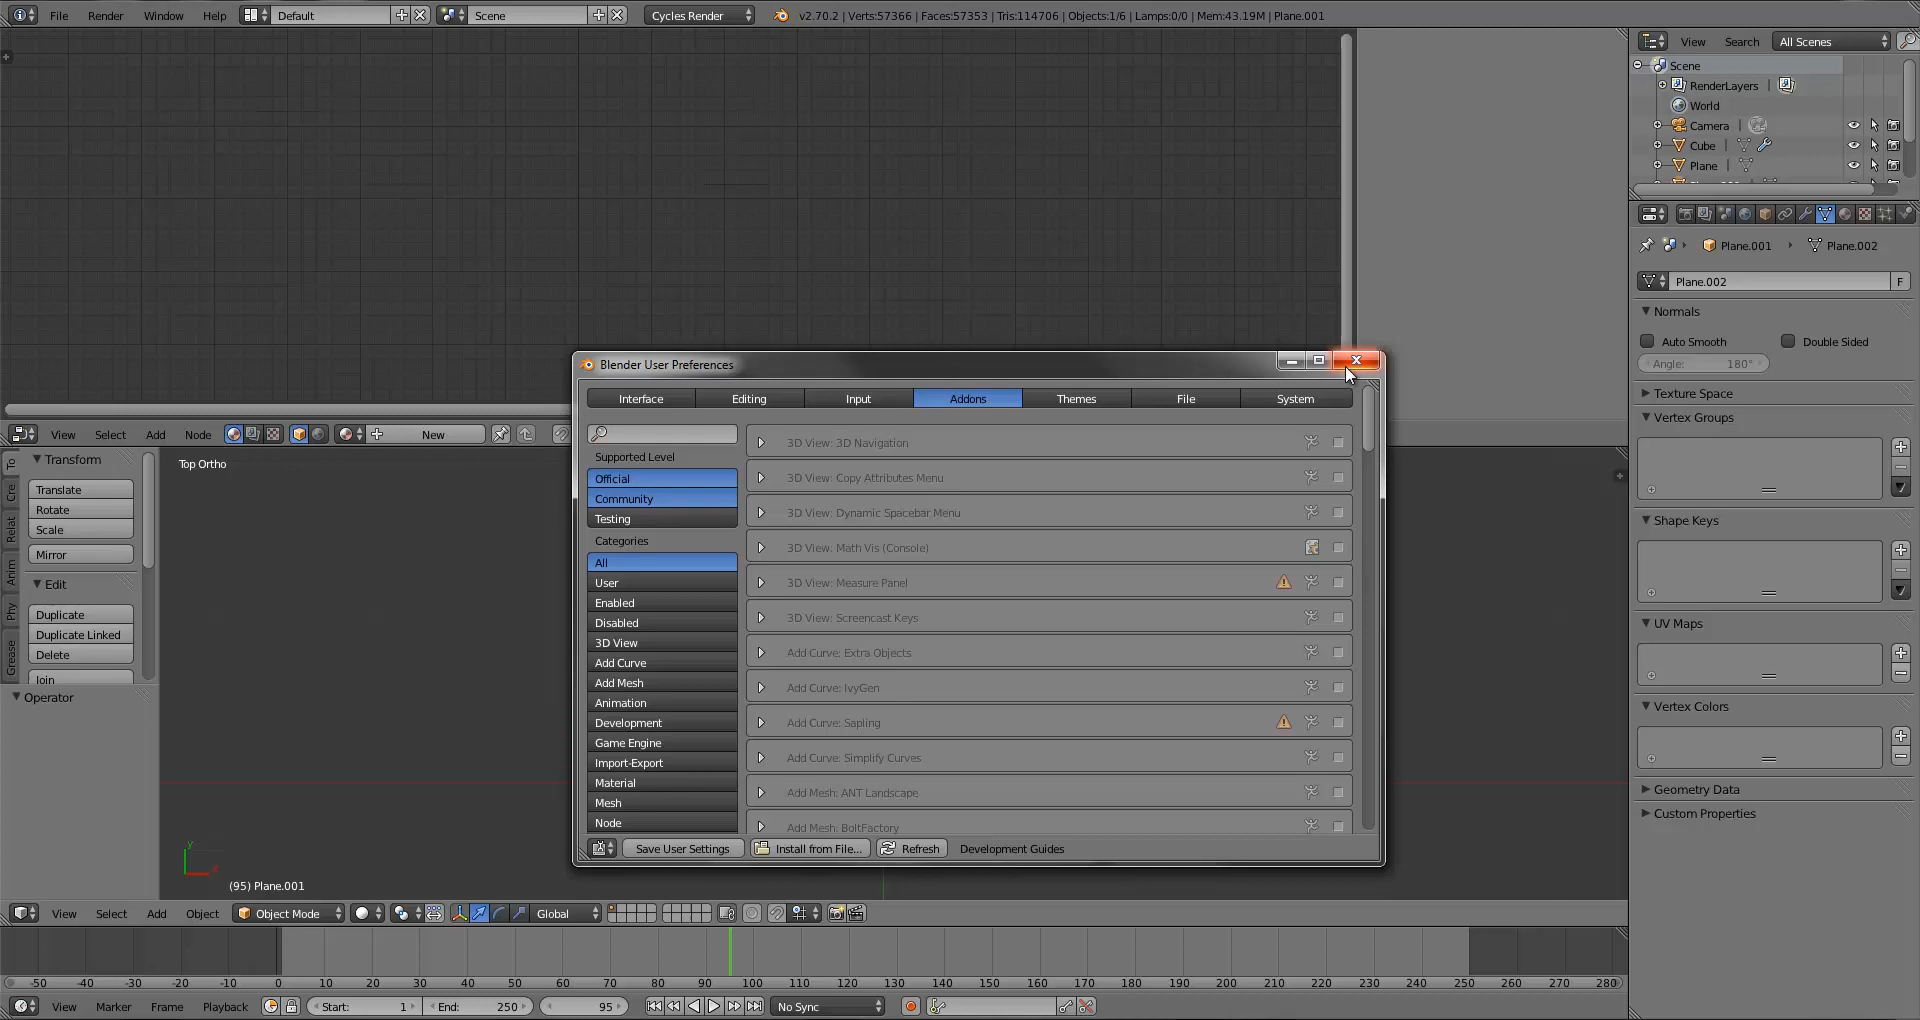 File Render Window Help Default Scene Cycles Render v2.70.2 | Verts:57366 | Faces:57353 | Tris:114706 | Objects:1/6 | Lamps:0/0 | Mem:43.19M | Plane.001
View Search All Scenes
Scene
RenderLayers
World
Camera
Cube
Plane
Plane.001 Plane.002
Plane.002 F
Normals
Auto Smooth Double Sided
Angle: 180°
Texture Space
Vertex Groups
Shape Keys
UV Maps
Vertex Colors
Geometry Data
Custom Properties
Blender User Preferences
Interface Editing Input Addons Themes File System
Supported Level
Official
Community
Testing
Categories
All
User
Enabled
Disabled
3D View
Add Curve
Add Mesh
Animation
Development
Game Engine
Import-Export
Material
Mesh
Node
3D View: 3D Navigation
3D View: Copy Attributes Menu
3D View: Dynamic Spacebar Menu
3D View: Math Vis (Console)
3D View: Measure Panel
3D View: Screencast Keys
Add Curve: Extra Objects
Add Curve: IvyGen
Add Curve: Sapling
Add Curve: Simplify Curves
Add Mesh: ANT Landscape
Add Mesh: BoltFactory
Save User Settings Install from File... Refresh Development Guides
View Select Add Node New
To
Cre
Relat
Anim
Phy
Grease
Transform
Translate
Rotate
Scale
Mirror
Edit
Duplicate
Duplicate Linked
Delete
Join
Operator
Top Ortho
y
x
(95) Plane.001
View Select Add Object Object Mode Global
-50 -40 -30 -20 -10 0 10 20 30 40 50 60 70 80 90 100 110 120 130 140 150 160 170 180 190 200 210 220 230 240 250 260 270 280
View Marker Frame Playback Start: 1 End: 250 95 No Sync